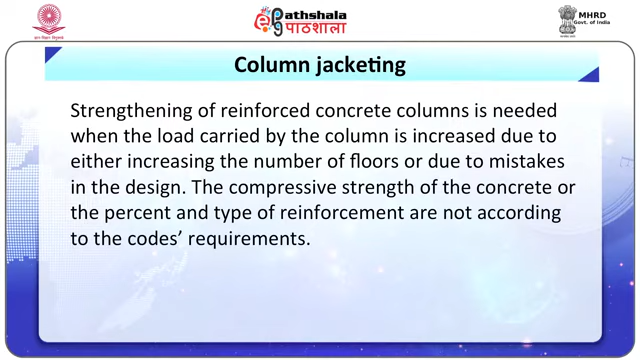 Pathshala
पाठशाला
MHRD
Govt. of India
Column jacketing
Strengthening of reinforced concrete columns is needed
when the load carried by the column is increased due to
either increasing the number of floors or due to mistakes
in the design. The compressive strength of the concrete or
the percent and type of reinforcement are not according
to the codes’ requirements.